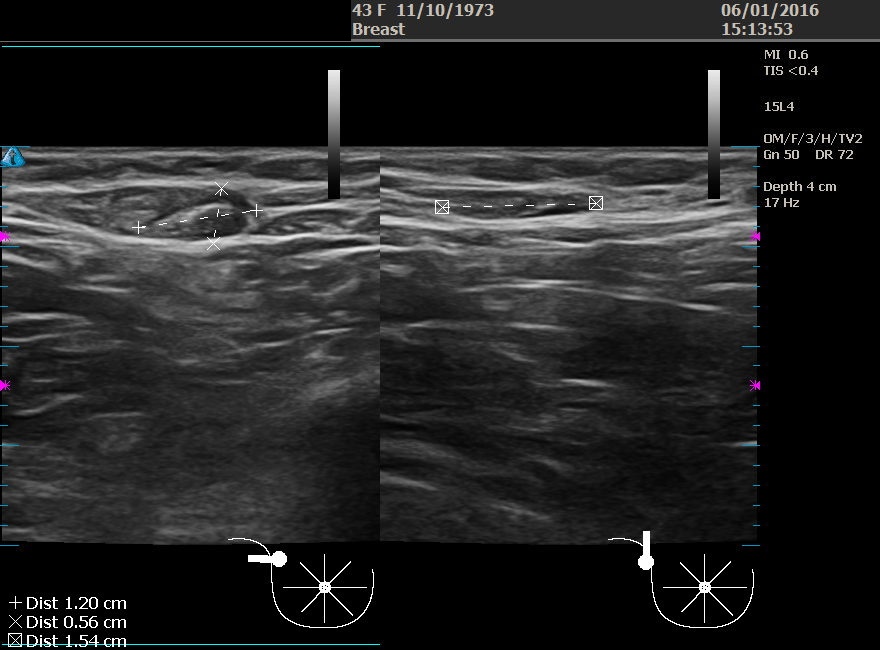 43 F 11/10/1973
06/01/2016
Breast
15:13:53
MI 0.6
TIS <0.4
15L4
OM/F/3/H/TV2
Gn 50 DR 72
Depth 4 cm
17 Hz
Dist 1.20 cm
Dist 0.56 cm
Dist 1.54 cm